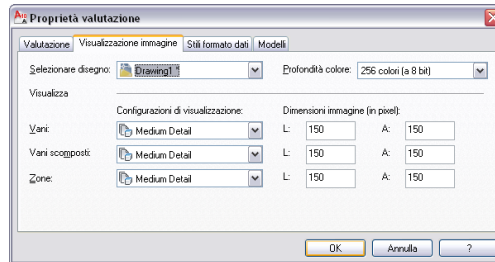 Proprietà valutazione
Valutazione Visualizzazione immagine Stili formato dati Modelli
Selezionare disegno: Drawing1 * Profondità colore: 256 colori (a 8 bit)
Visualizza
Configurazioni di visualizzazione: Dimensioni immagine (in pixel):
Vani: Medium Detail L: 150 A: 150
Vani scomposti: Medium Detail L: 150 A: 150
Zone: Medium Detail L: 150 A: 150
OK Annulla ?